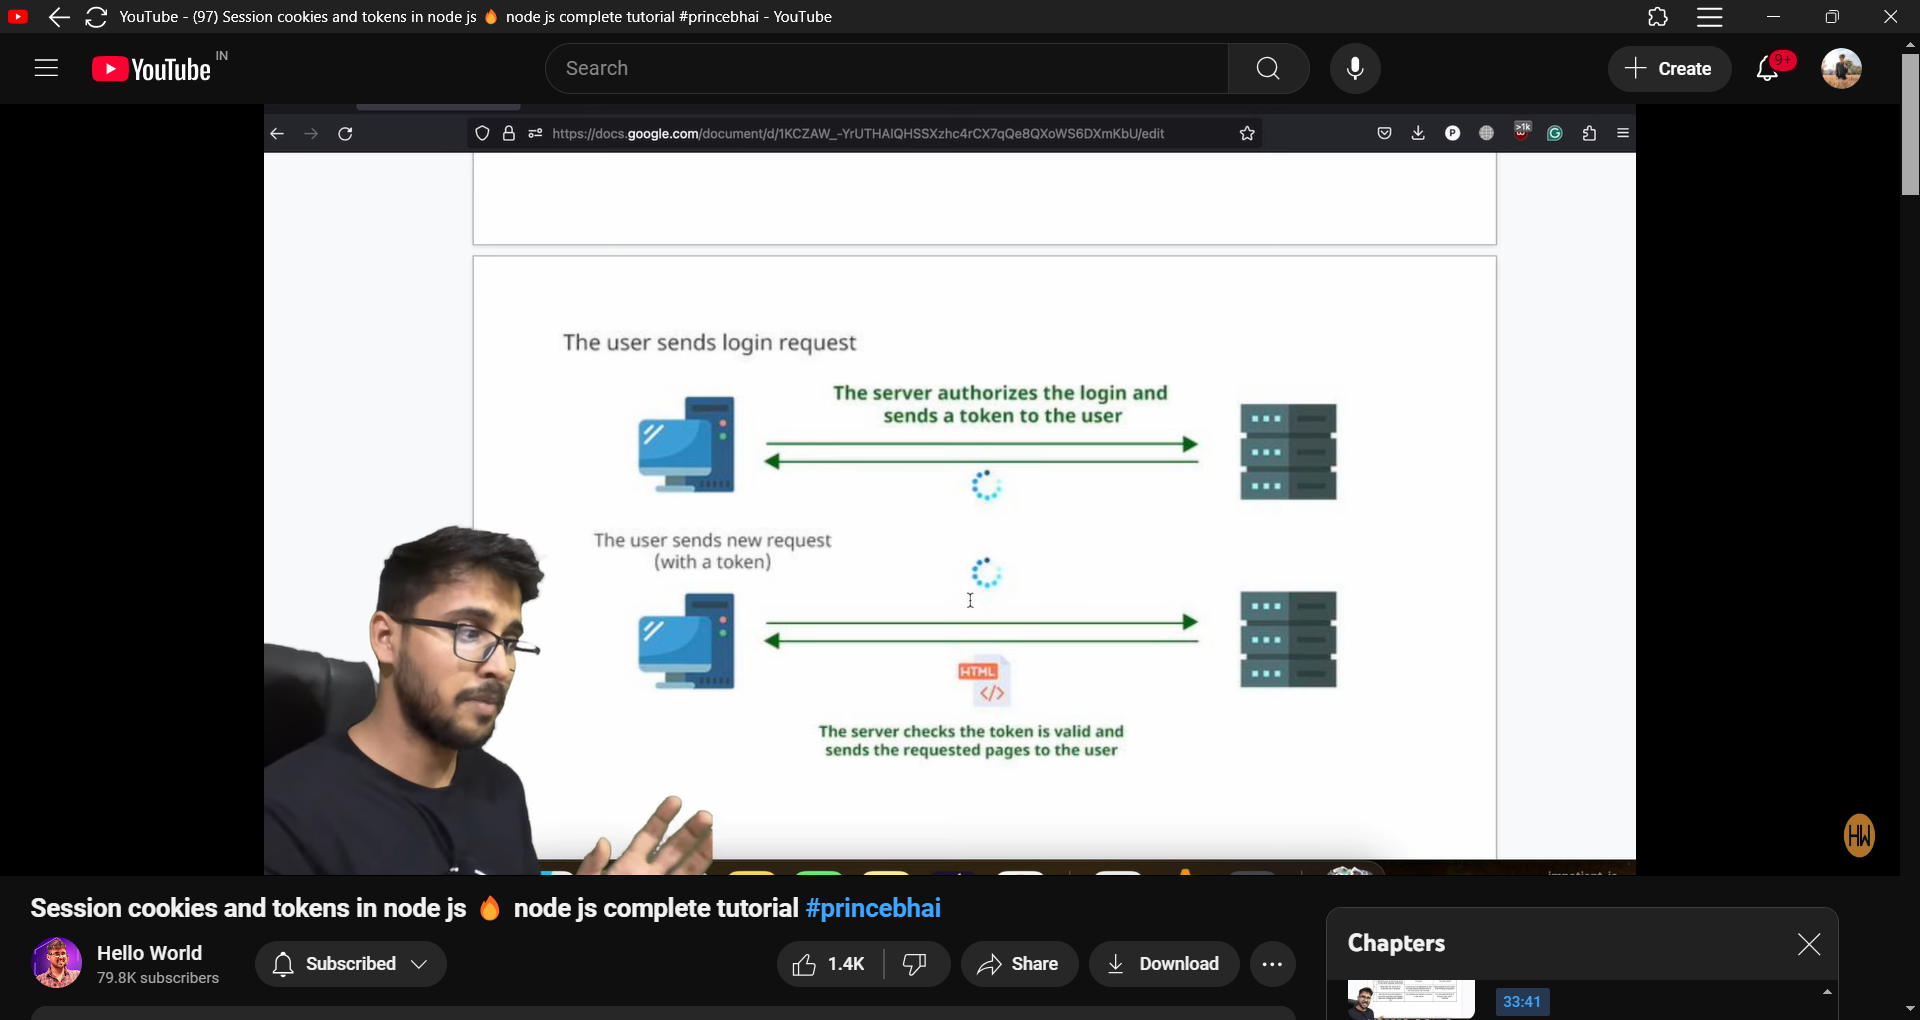 YouTube - (97) Session cookies and tokens in node js 🔥 node js complete tutorial #princebhai - YouTube
YouTube IN
Search
Create
9+
https://docs.google.com/document/d/1KCZAW_-YrUTHAIQHSSXzhc4rCX7qQe8QXoWS6DXmKbU/edit
>1k
The user sends login request
The server authorizes the login and
sends a token to the user
The user sends new request
(with a token)
HTML
</>
The server checks the token is valid and
sends the requested pages to the user
HW
Session cookies and tokens in node js 🔥 node js complete tutorial #princebhai
Hello World
79.8K subscribers
Subscribed
1.4K
Share
Download
Chapters
33:41